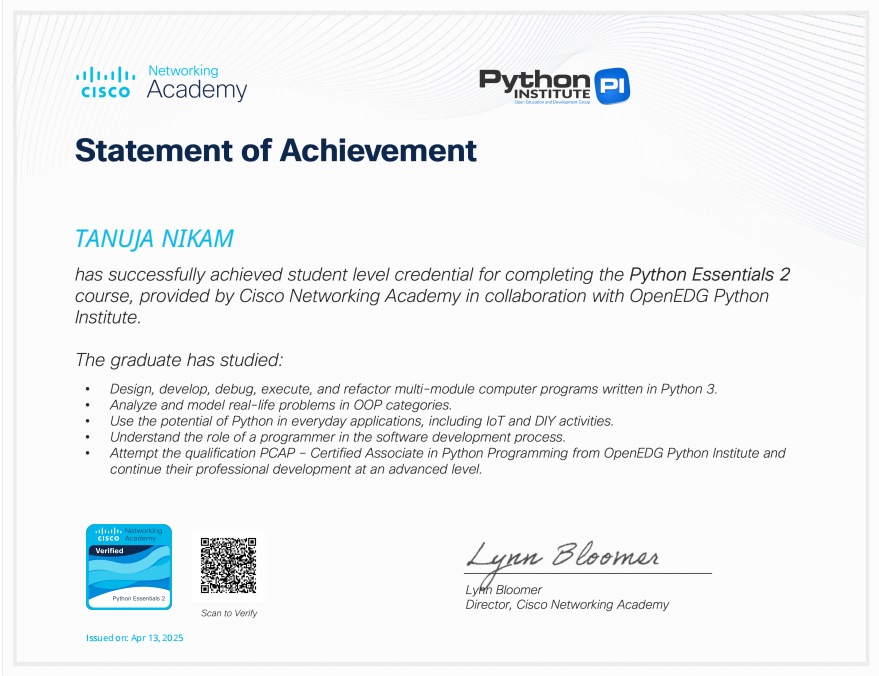 Networking
CISCO Academy
Python
INSTITUTE PI
Open Education and Development Group
Statement of Achievement
TANUJA NIKAM
has successfully achieved student level credential for completing the Python Essentials 2
course, provided by Cisco Networking Academy in collaboration with OpenEDG Python
Institute.
The graduate has studied:
• Design, develop, debug, execute, and refactor multi-module computer programs written in Python 3.
• Analyze and model real-life problems in OOP categories.
• Use the potential of Python in everyday applications, including IoT and DIY activities.
• Understand the role of a programmer in the software development process.
• Attempt the qualification PCAP – Certified Associate in Python Programming from OpenEDG Python Institute and
continue their professional development at an advanced level.
Networking
CISCO Academy
Verified
Python Essentials 2
Scan to Verify
Issued on: Apr 13, 2025
Lynn Bloomer
Lynn Bloomer
Director, Cisco Networking Academy